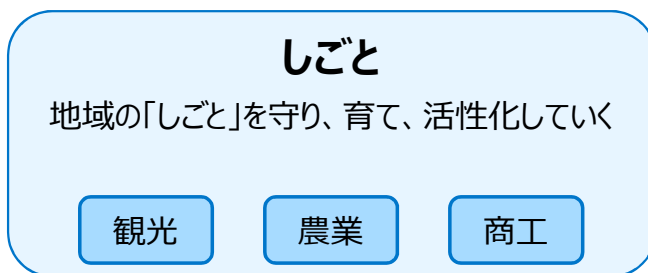 しごと
地域の「しごと」を守り、育て、活性化していく
観光
農業
商工